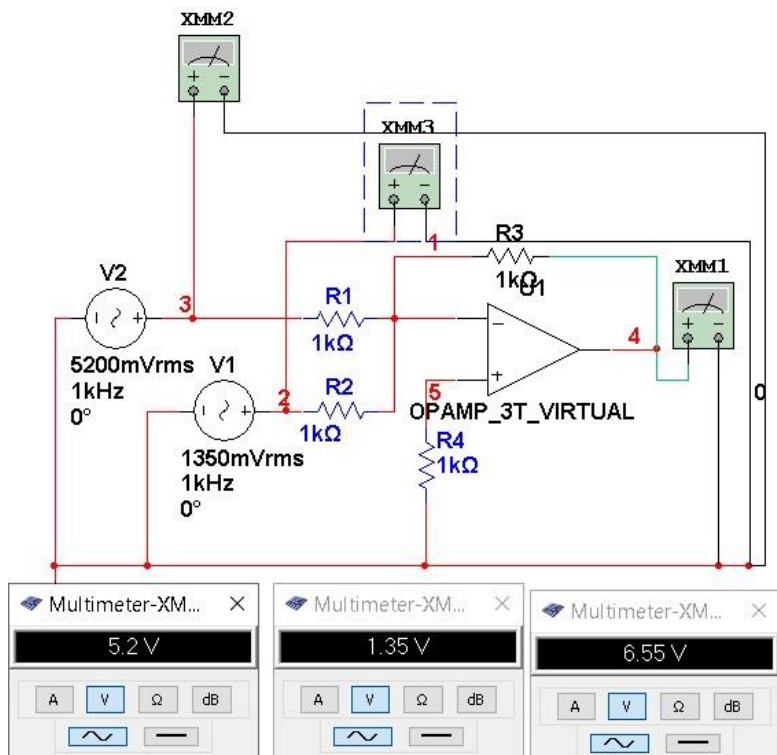 XMM2
XMM3
1
R3
1kΩ
U1
XMM1
V2
3
R1
1kΩ
4
5200mVrms
1kHz
0°
V1
2
R2
1kΩ
5
OPAMP_3T_VIRTUAL
0
1350mVrms
1kHz
0°
R4
1kΩ
Multimeter-XM...
5.2 V
A V Ω dB
Multimeter-XM...
1.35 V
A V Ω dB
Multimeter-XM...
6.55 V
A V Ω dB